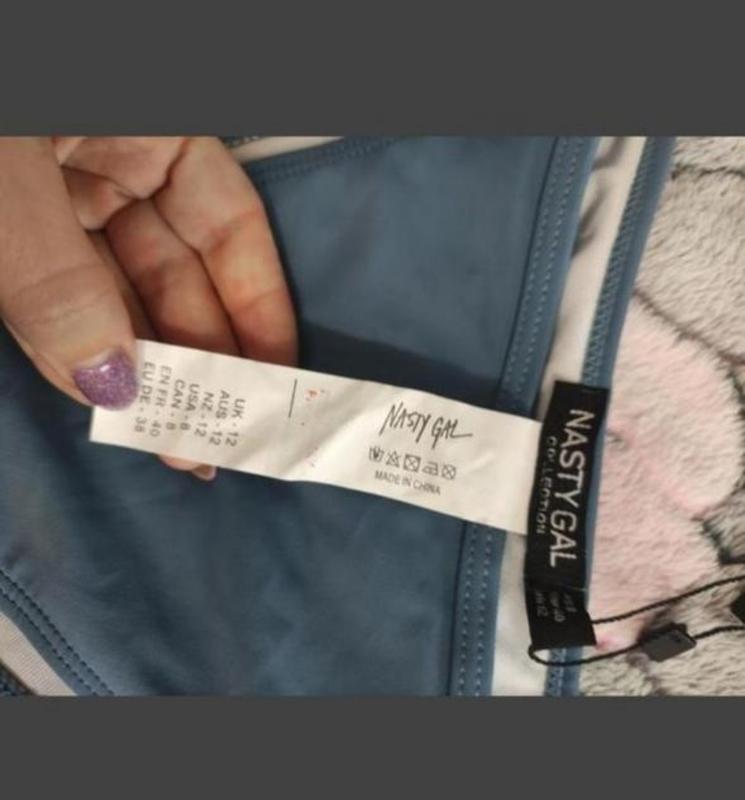 NASTY GAL
MADE IN CHINA
UK - 12
AUS - 12
NZ - 12
USA - 8
CAN - 8
EN FR - 40
EU DE - 38
NASTY GAL
COLLECTION